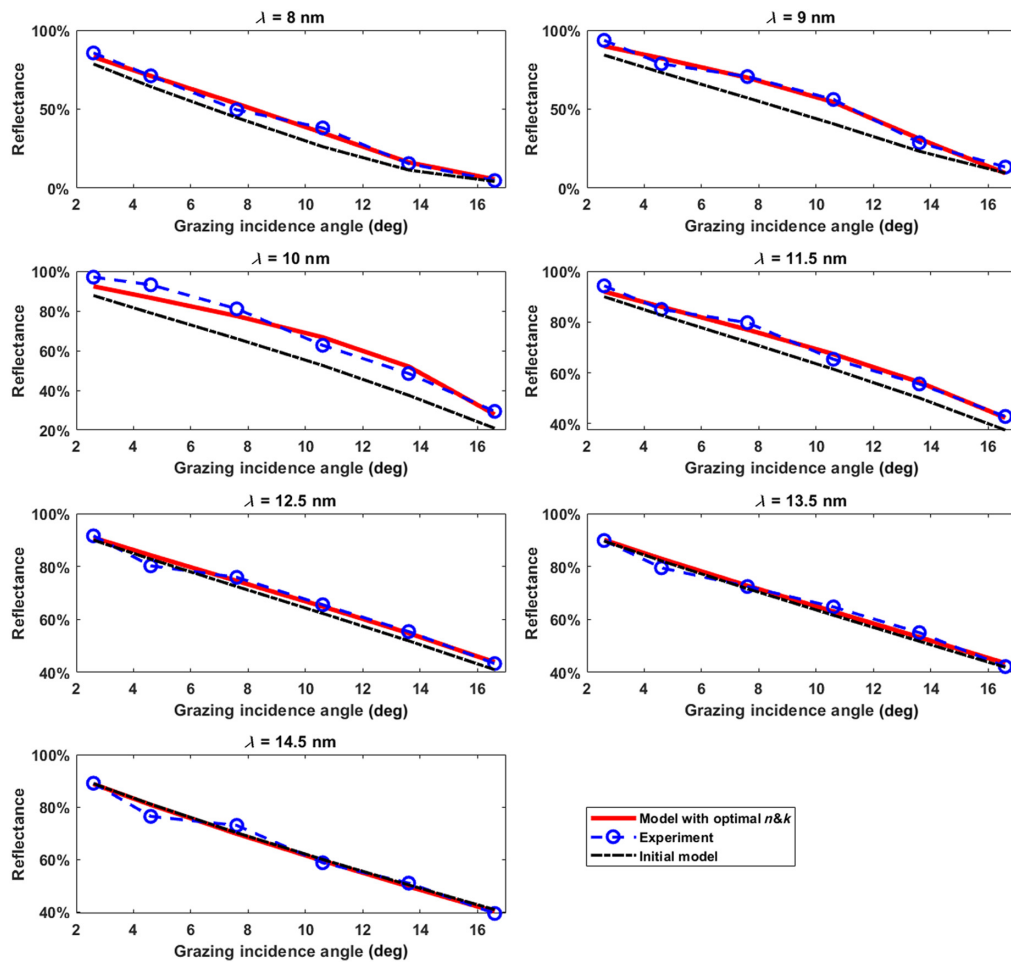 λ = 8 nm
100%
50%
0%
Reflectance
2 4 6 8 10 12 14 16
Grazing incidence angle (deg)
λ = 9 nm
100%
50%
0%
Reflectance
2 4 6 8 10 12 14 16
Grazing incidence angle (deg)
λ = 10 nm
100%
80%
60%
40%
20%
Reflectance
2 4 6 8 10 12 14 16
Grazing incidence angle (deg)
λ = 11.5 nm
100%
80%
60%
40%
Reflectance
2 4 6 8 10 12 14 16
Grazing incidence angle (deg)
λ = 12.5 nm
100%
80%
60%
40%
Reflectance
2 4 6 8 10 12 14 16
Grazing incidence angle (deg)
λ = 13.5 nm
100%
80%
60%
40%
Reflectance
2 4 6 8 10 12 14 16
Grazing incidence angle (deg)
λ = 14.5 nm
100%
80%
60%
40%
Reflectance
2 4 6 8 10 12 14 16
Grazing incidence angle (deg)
Model with optimal n&k
Experiment
Initial model